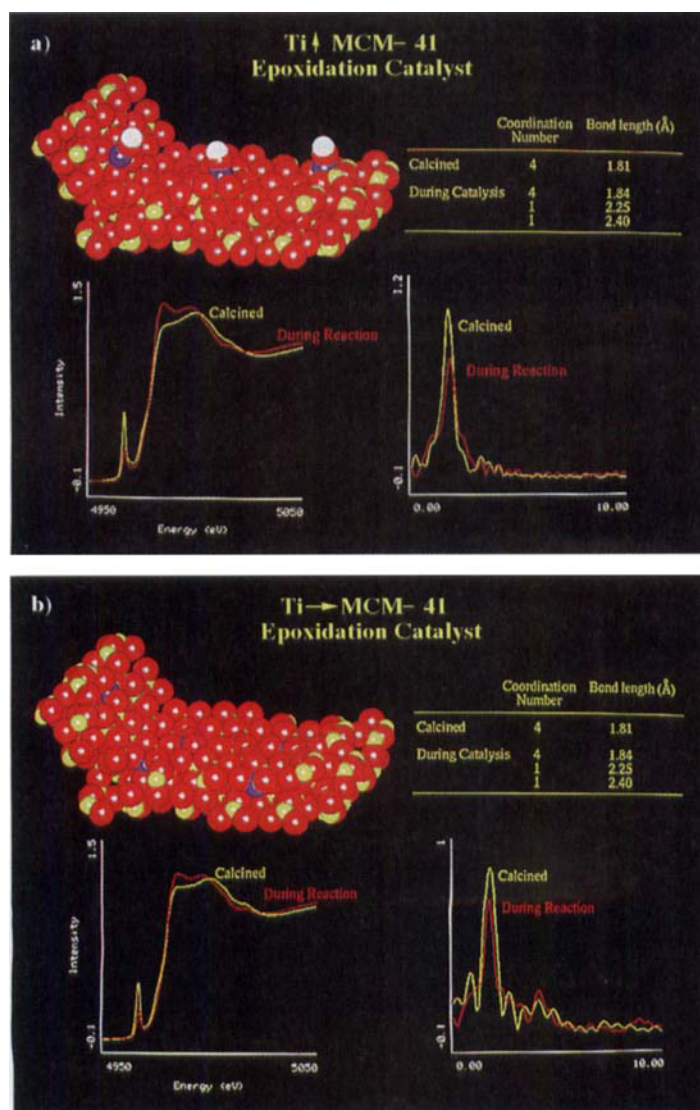 a)
Ti↑MCM– 41
Epoxidation Catalyst
Coordination Number Bond length (Å)
Calcined 4 1.81
During Catalysis 4 1.84
1 2.25
1 2.40
1.5
Calcined
During Reaction
Intensity
-0.1
4950 5050
Energy (eV)
1.2
Calcined
During Reaction
-0.1
0.00 10.00
b)
Ti→MCM– 41
Epoxidation Catalyst
Coordination Number Bond length (Å)
Calcined 4 1.81
During Catalysis 4 1.84
1 2.25
1 2.40
1.5
Calcined
During Reaction
Intensity
-0.1
4950 5050
Energy (eV)
1
Calcined
During Reaction
-0.1
0.00 10.00